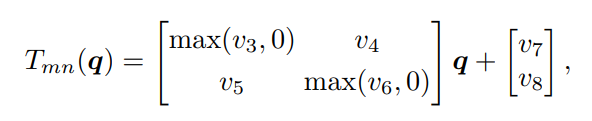 $T_{mn}(\boldsymbol{q}) = \begin{bmatrix} \max(v_3, 0) & v_4 \\ v_5 & \max(v_6, 0) \end{bmatrix} \boldsymbol{q} + \begin{bmatrix} v_7 \\ v_8 \end{bmatrix},$